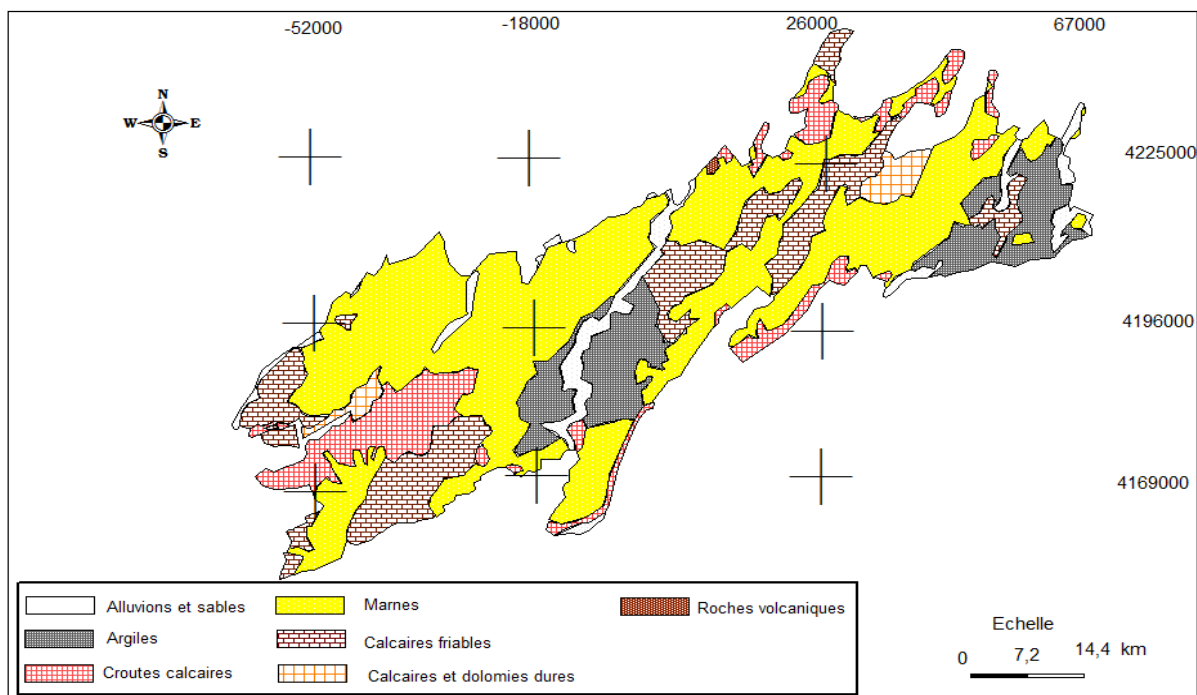 -52000 -18000 26000 67000
N
W E
S
4225000
4196000
4169000
Alluvions et sables Marnes Roches volcaniques
Argiles Calcaires friables
Croutes calcaires Calcaires et dolomies dures
Echelle
0 7,2 14,4 km